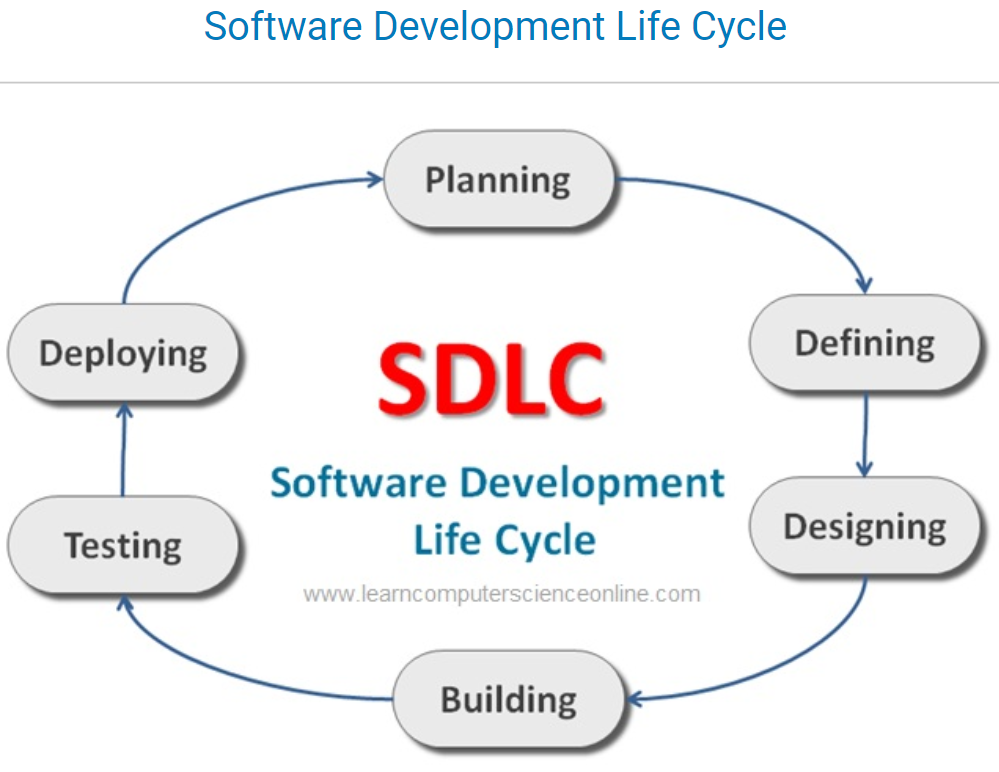 Software Development Life Cycle
Planning
Defining
Designing
Building
Testing
Deploying
SDLC
Software Development
Life Cycle
www.learncomputerscienceonline.com